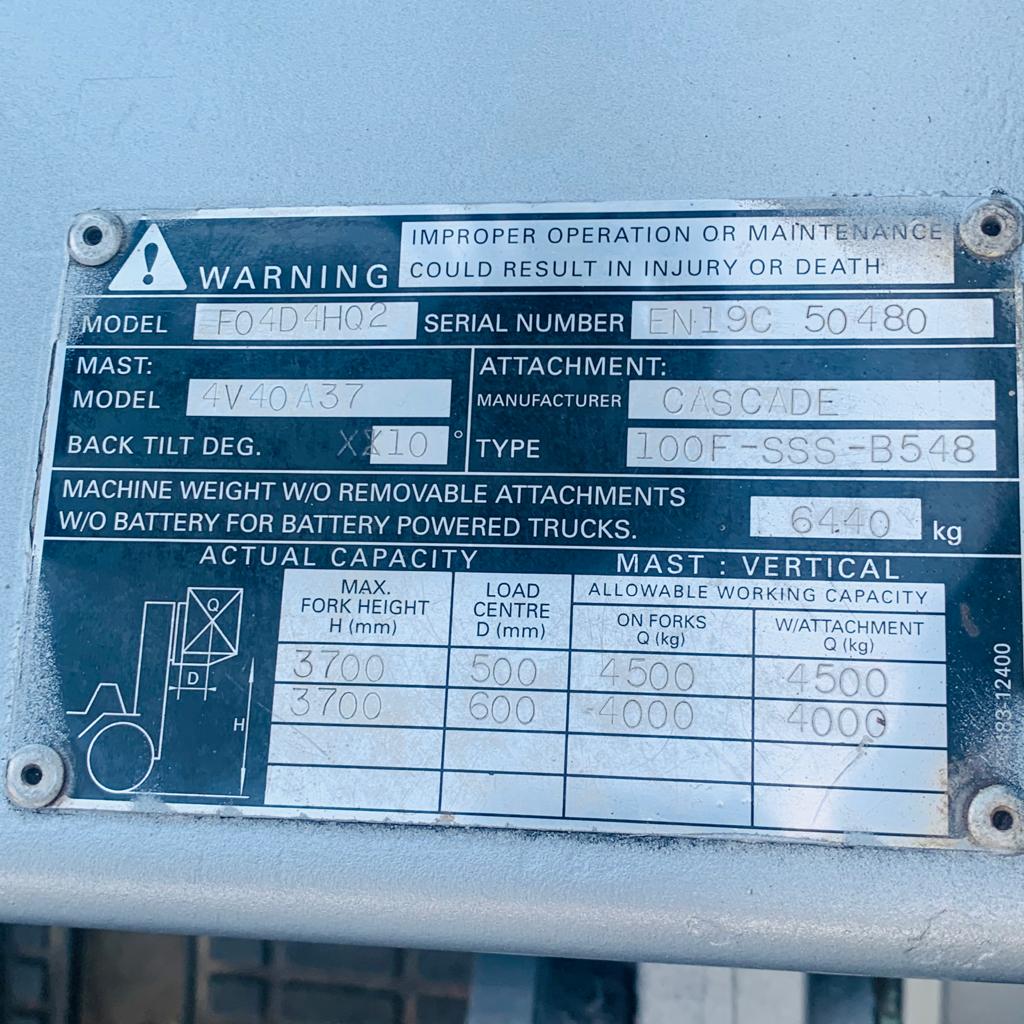 WARNING
IMPROPER OPERATION OR MAINTENANCE
COULD RESULT IN INJURY OR DEATH
MODEL F04D4HQ2 SERIAL NUMBER EN19C 50480
MAST:
MODEL 4V40A37
BACK TILT DEG. XX10 °
ATTACHMENT:
MANUFACTURER CASCADE
TYPE 100F-SSS-B548
MACHINE WEIGHT W/O REMOVABLE ATTACHMENTS
W/O BATTERY FOR BATTERY POWERED TRUCKS. 6440 kg
ACTUAL CAPACITY MAST : VERTICAL
MAX.
FORK HEIGHT
H (mm)
LOAD
CENTRE
D (mm)
ALLOWABLE WORKING CAPACITY
ON FORKS
Q (kg)
W/ATTACHMENT
Q (kg)
3700 500 4500 4500
3700 600 4000 4000
Q
D
H